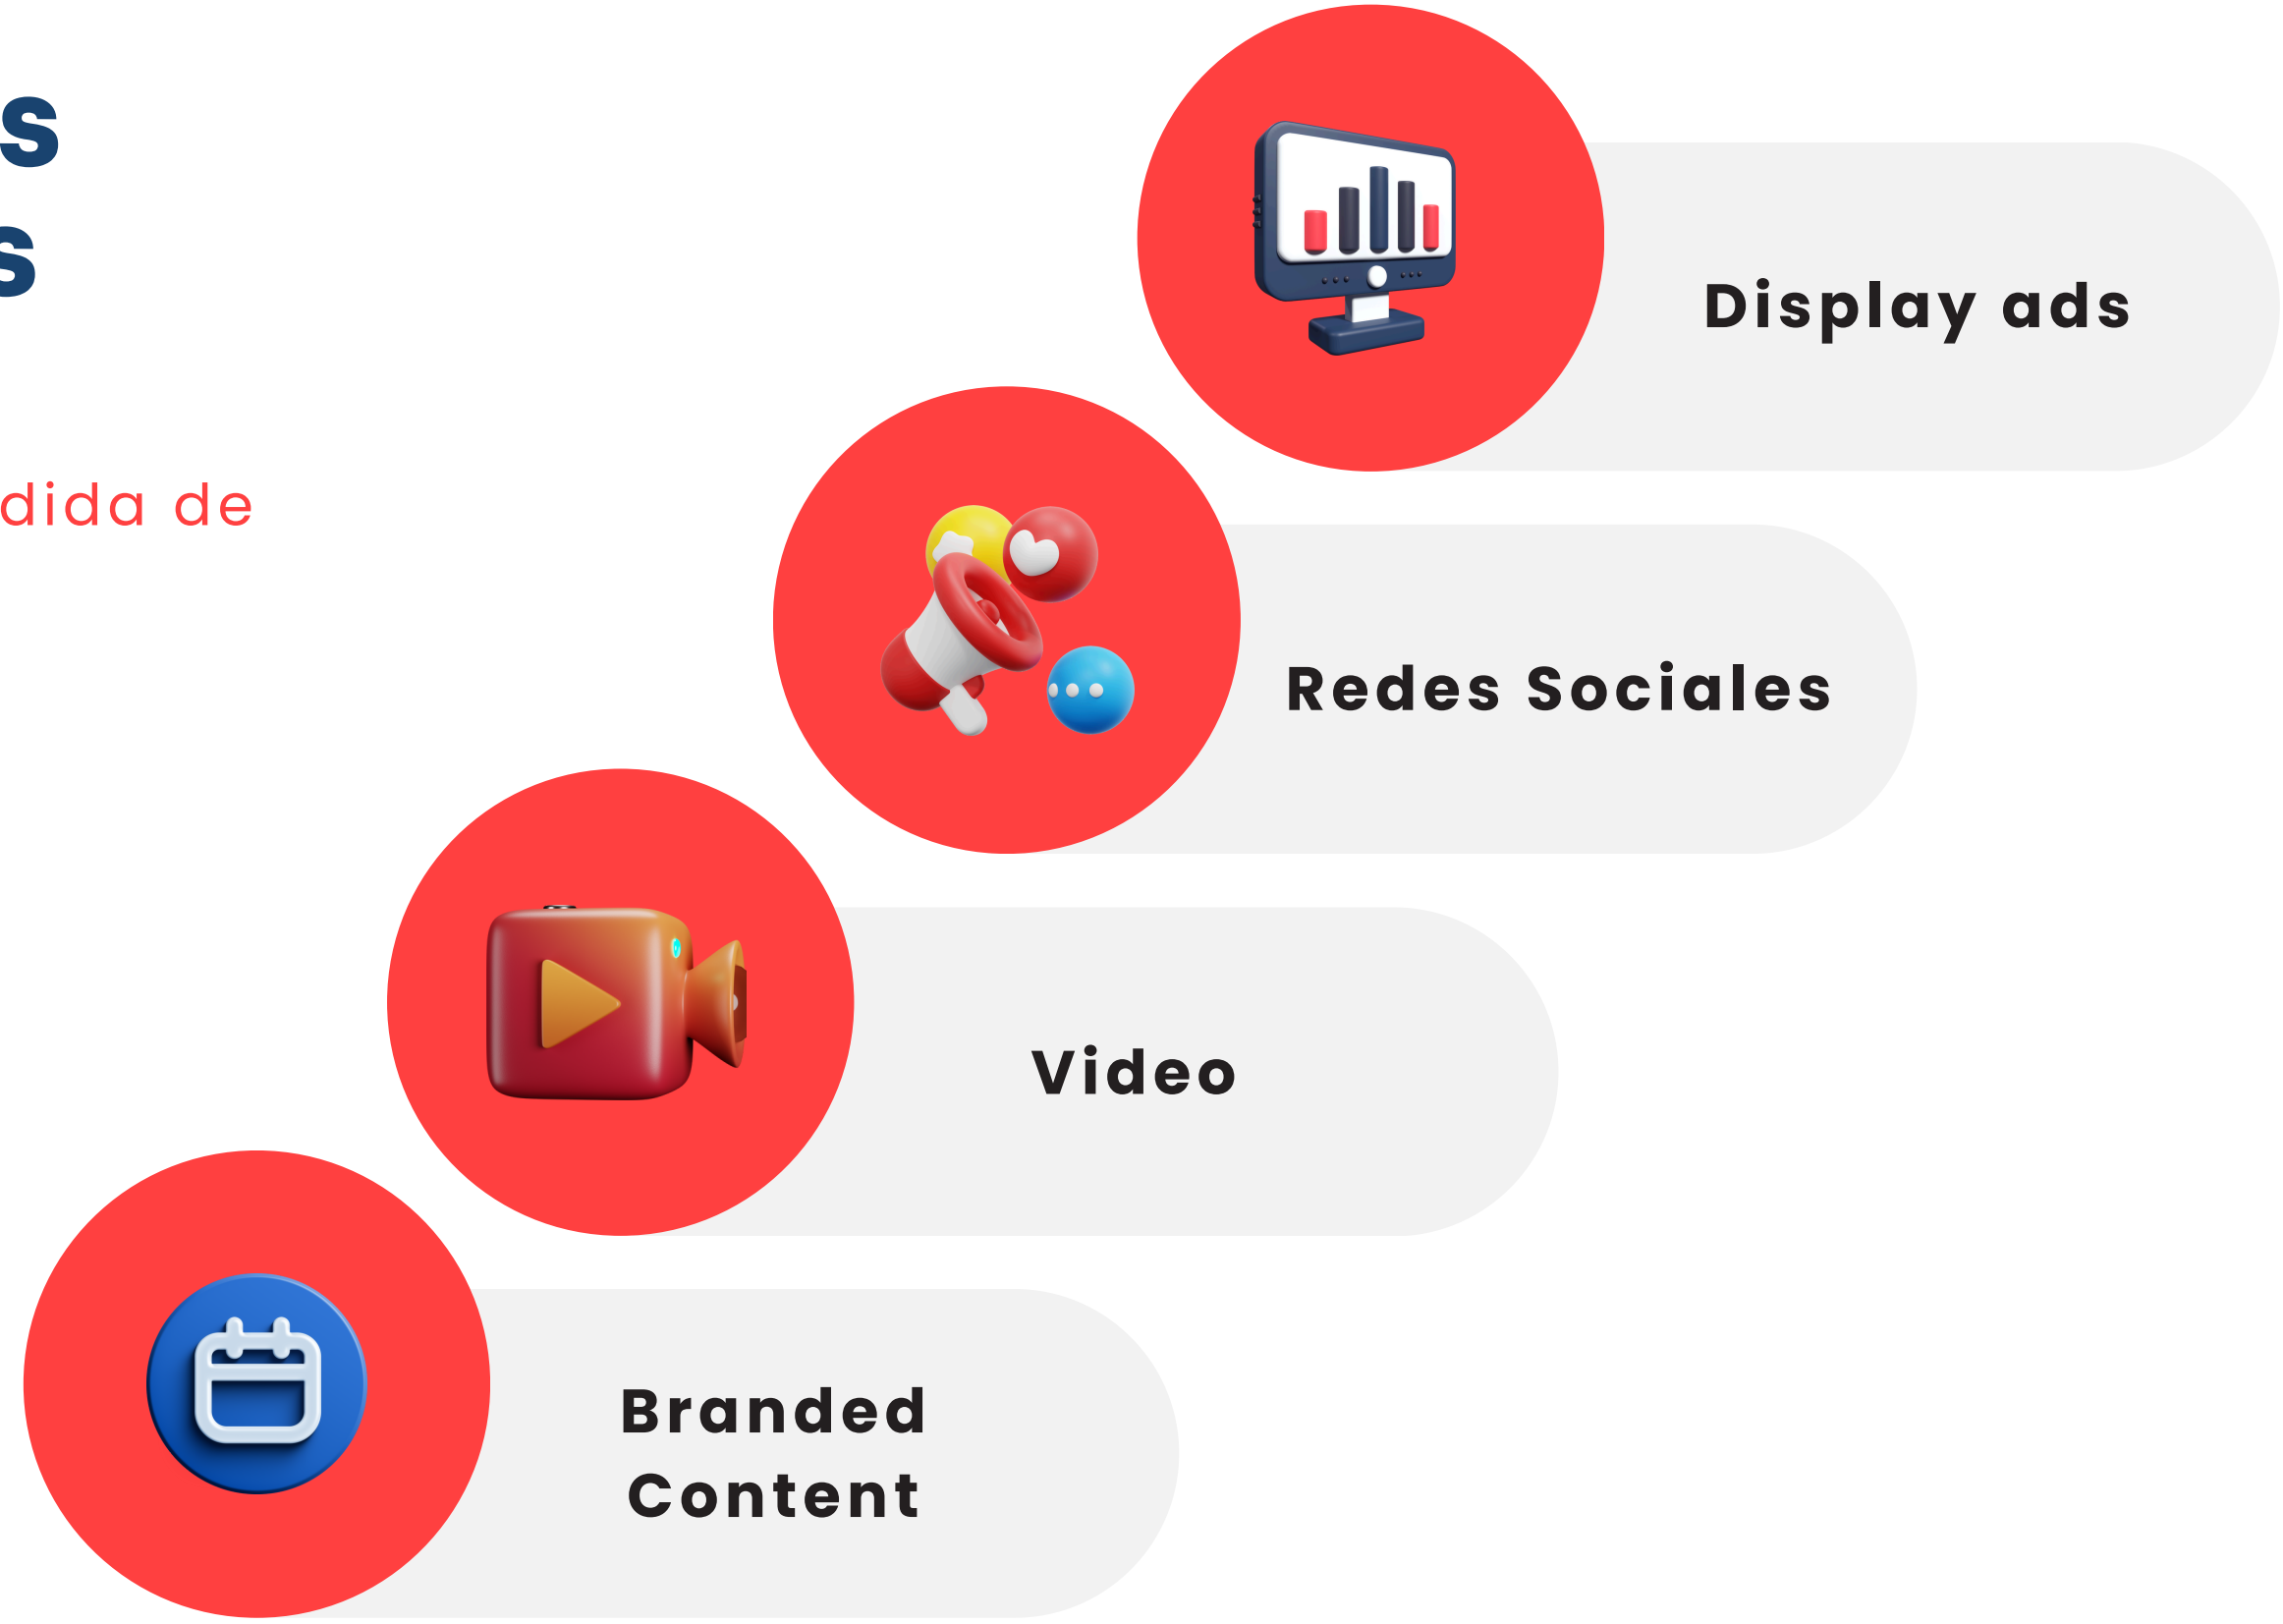 dida de
Display ads
Redes Sociales
Video
Branded
Content